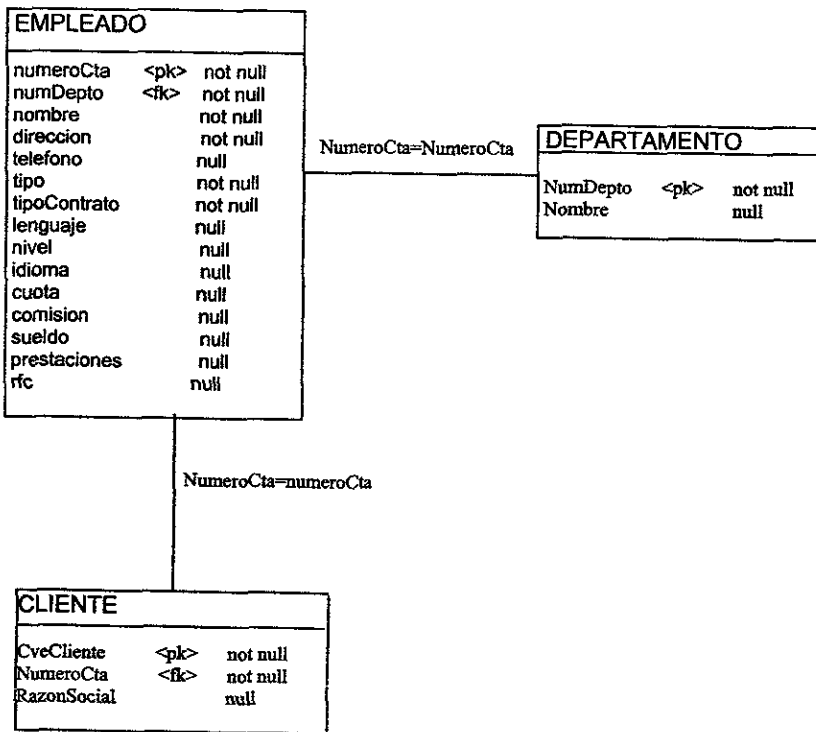 EMPLEADO
numeroCta <pk> not null
numDepto <fk> not null
nombre not null
direccion not null
telefono null
tipo not null
tipoContrato not null
lenguaje null
nivel null
idioma null
cuota null
comision null
sueldo null
prestaciones null
rfc null
NumeroCta=NumeroCta
DEPARTAMENTO
NumDepto <pk> not null
Nombre null
NumeroCta=numeroCta
CLIENTE
CveCliente <pk> not null
NumeroCta <fk> not null
RazonSocial null